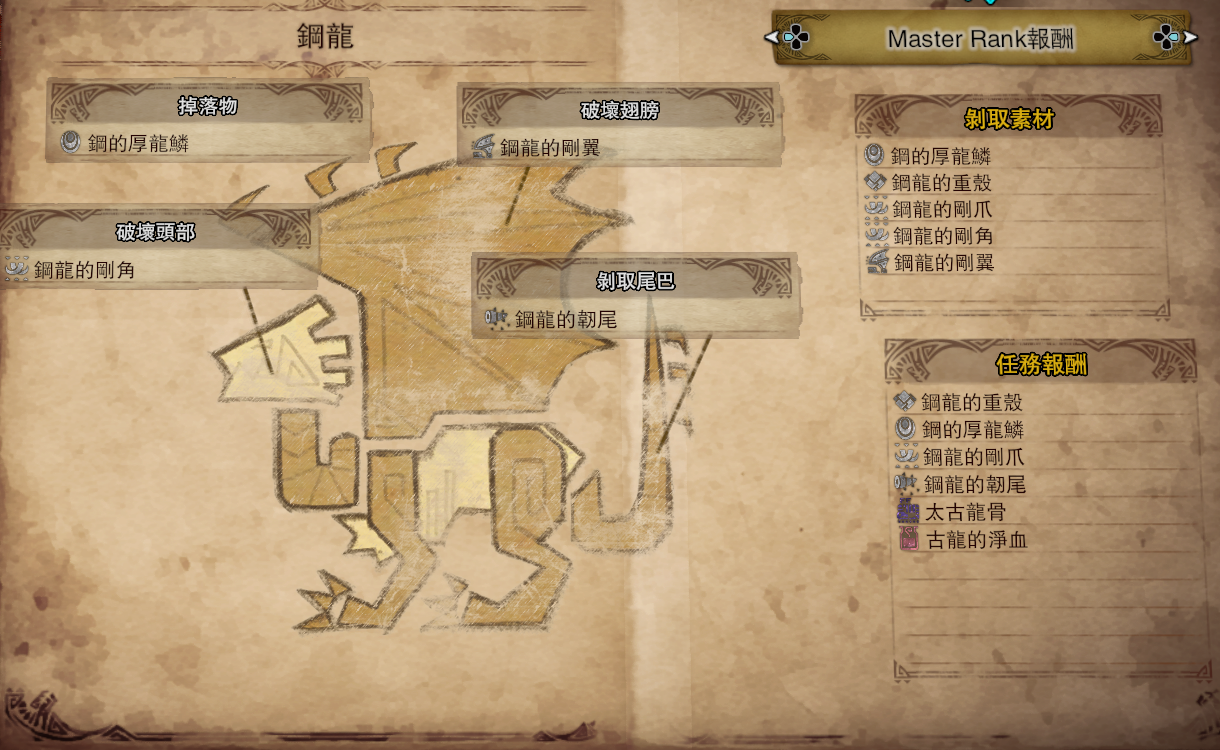 鋼龍
Master Rank報酬
掉落物
鋼的厚龍鱗
破壞翅膀
鋼龍的剛翼
破壞頭部
鋼龍的剛角
剝取尾巴
鋼龍的韌尾
剝取素材
鋼的厚龍鱗
鋼龍的重殼
鋼龍的剛爪
鋼龍的剛角
鋼龍的剛翼
任務報酬
鋼龍的重殼
鋼的厚龍鱗
鋼龍的剛爪
鋼龍的韌尾
太古龍骨
古龍的淨血